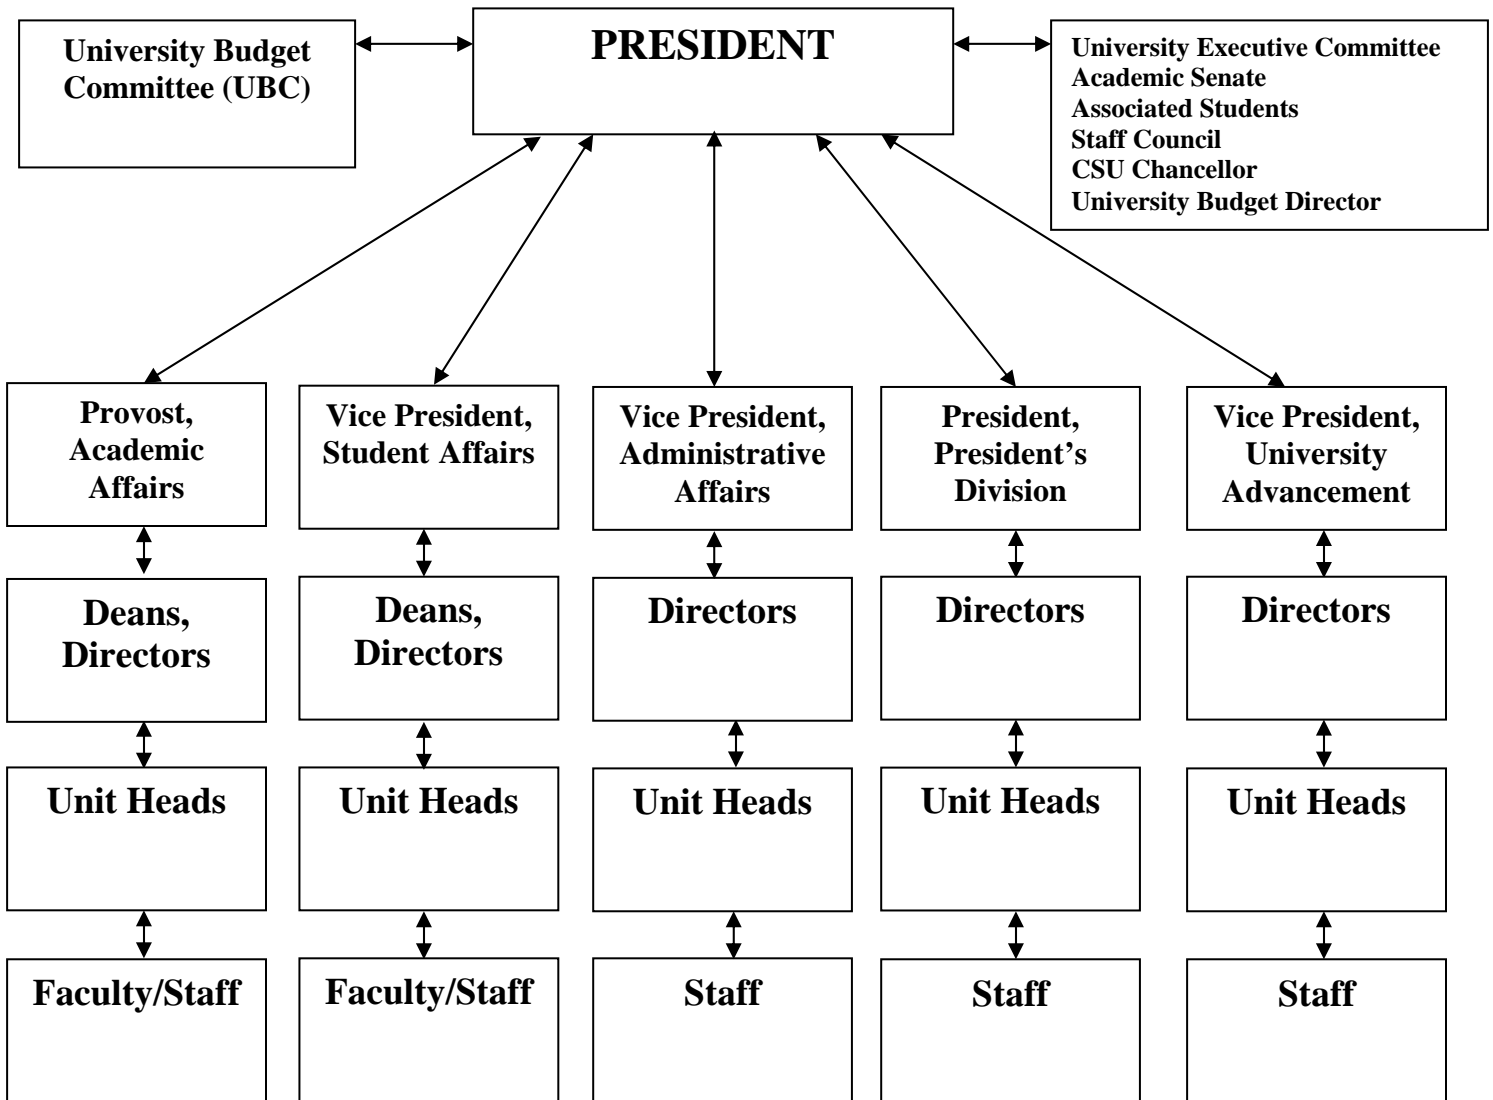 University Budget
Committee (UBC)
PRESIDENT
University Executive Committee
Academic Senate
Associated Students
Staff Council
CSU Chancellor
University Budget Director
Provost,
Academic
Affairs
Vice President,
Student Affairs
Vice President,
Administrative
Affairs
President,
President’s
Division
Vice President,
University
Advancement
Deans,
Directors
Deans,
Directors
Directors
Directors
Directors
Unit Heads
Unit Heads
Unit Heads
Unit Heads
Unit Heads
Faculty/Staff
Faculty/Staff
Staff
Staff
Staff